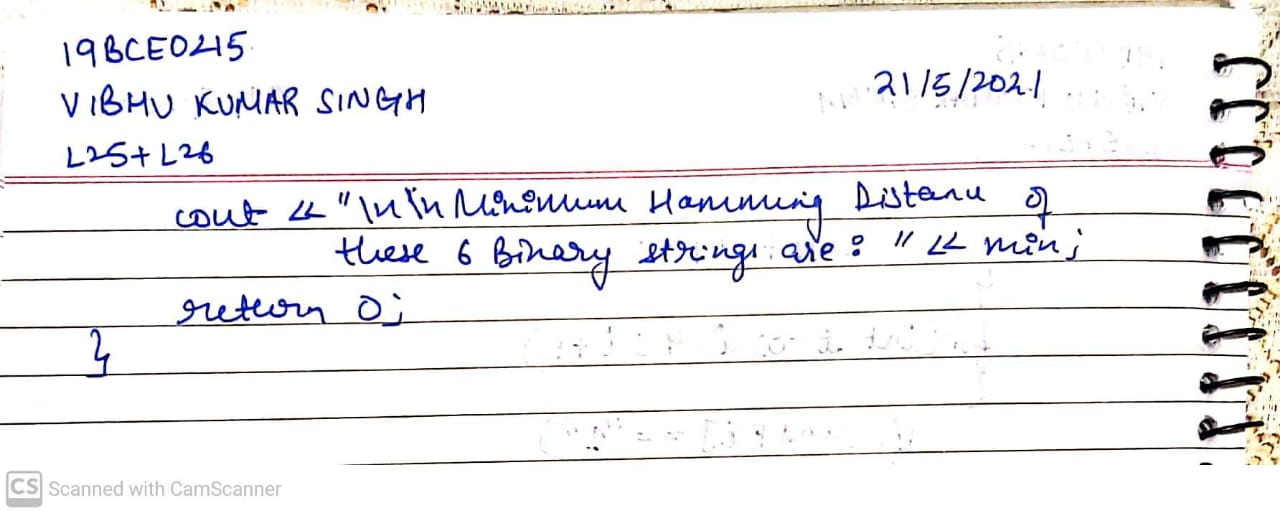 19BCE0215
21/5/2021
VIBHU KUMAR SINGH
L25+L26
cout << "\n\n Minimum Hamming Distance of
these 6 Binary strings are : " << min;
return 0;
}
CS Scanned with CamScanner